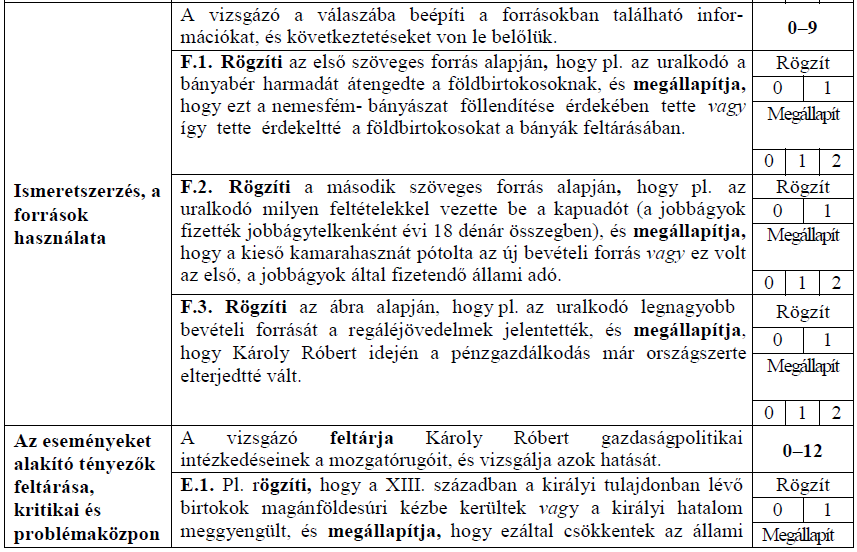 A vizsgázó a válaszába beépíti a forrásokban található infor-
mációkat, és következtetéseket von le belőlük.
0–9
Ismeretszerzés, a
források
használata
F.1. Rögzíti az első szöveges forrás alapján, hogy pl. az uralkodó a
bányabér harmadát átengedte a földbirtokosoknak, és megállapítja,
hogy ezt a nemesfém- bányászat föllendítése érdekében tette vagy
így tette érdekeltté a földbirtokosokat a bányák feltárásában.
Rögzít
0 1
Megállapít
0 1 2
F.2. Rögzíti a második szöveges forrás alapján, hogy pl. az
uralkodó milyen feltételekkel vezette be a kapuadót (a jobbágyok
fizették jobbágytelkenként évi 18 dénár összegben), és megállapítja,
hogy a kieső kamarahasznát pótolta az új bevételi forrás vagy ez volt
az első, a jobbágyok által fizetendő állami adó.
Rögzít
0 1
Megállapít
0 1 2
F.3. Rögzíti az ábra alapján, hogy pl. az uralkodó legnagyobb
bevételi forrását a regáléjövedelmek jelentették, és megállapítja,
hogy Károly Róbert idején a pénzgazdálkodás már országszerte
elterjedtté vált.
Rögzít
0 1
Megállapít
0 1 2
Az eseményeket
alakító tényezők
feltárása,
kritikai és
problémaközpon
A vizsgázó feltárja Károly Róbert gazdaságpolitikai
intézkedéseinek a mozgatórugóit, és vizsgálja azok hatását.
0–12
E.1. Pl. rögzíti, hogy a XIII. században a királyi tulajdonban lévő
birtokok magánföldesúri kézbe kerültek vagy a királyi hatalom
meggyengült, és megállapítja, hogy ezáltal csökkentek az állami
Rögzít
0 1
Megállapít